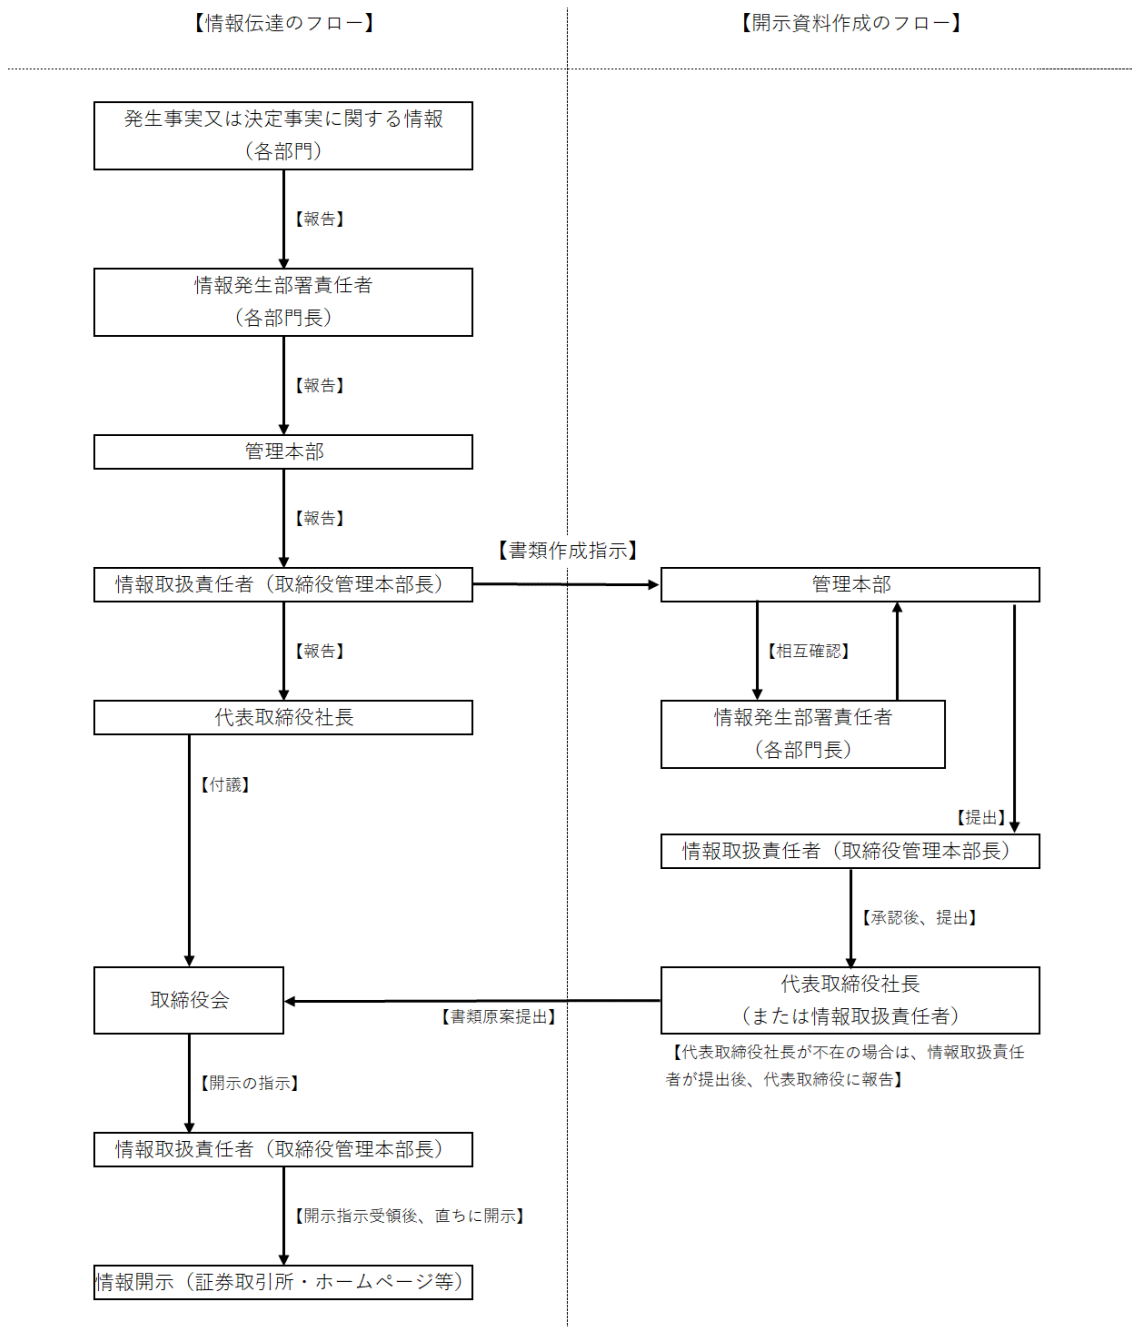 【情報伝達のフロー】
【開示資料作成のフロー】
発生事実又は決定事実に関する情報
（各部門）
【報告】
情報発生部署責任者
（各部門長）
【報告】
管理本部
【報告】
【書類作成指示】
情報取扱責任者（取締役管理本部長）
管理本部
【報告】
【相互確認】
代表取締役社長
情報発生部署責任者
（各部門長）
【付議】
【提出】
情報取扱責任者（取締役管理本部長）
【承認後、提出】
取締役会
代表取締役社長
（または情報取扱責任者）
【書類原案提出】
【代表取締役社長が不在の場合は、情報取扱責任
者が提出後、代表取締役に報告】
【開示の指示】
情報取扱責任者（取締役管理本部長）
【開示指示受領後、直ちに開示】
情報開示（証券取引所・ホームページ等）